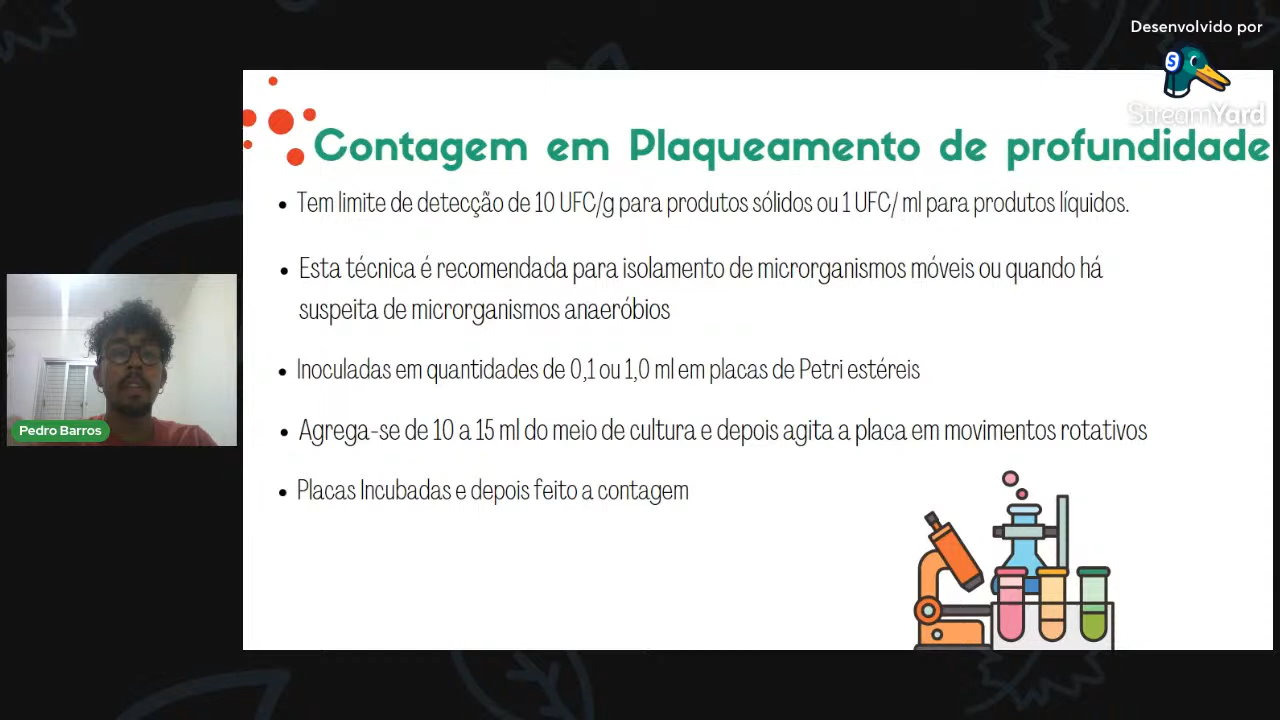 Desenvolvido por
S
StreamYard
Contagem em Plaqueamento de profundidade
• Tem limite de detecção de 10 UFC/g para produtos sólidos ou 1 UFC/ ml para produtos líquidos.
• Esta técnica é recomendada para isolamento de microrganismos móveis ou quando há
suspeita de microrganismos anaeróbios
• Inoculadas em quantidades de 0,1 ou 1,0 ml em placas de Petri estéreis
• Agrega-se de 10 a 15 ml do meio de cultura e depois agita a placa em movimentos rotativos
• Placas Incubadas e depois feito a contagem
Pedro Barros